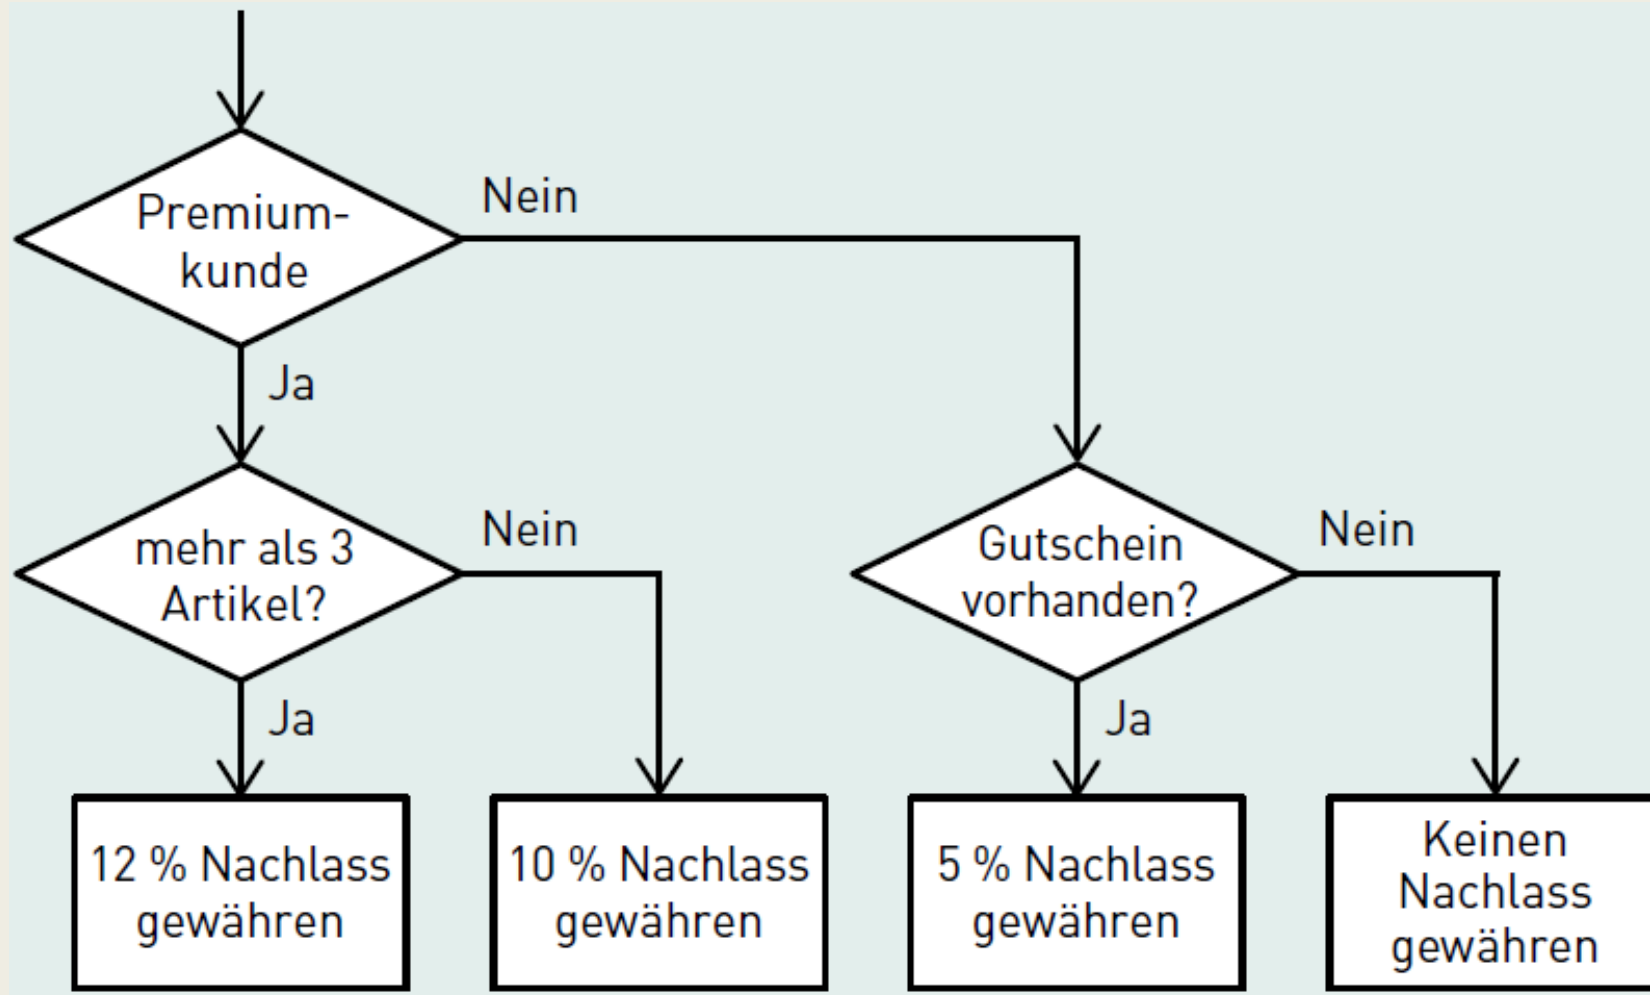 Premium-
kunde
Nein
Ja
mehr als 3
Artikel?
Nein
Gutschein
vorhanden?
Nein
Ja
Ja
12 % Nachlass
gewähren
10 % Nachlass
gewähren
5 % Nachlass
gewähren
Keinen
Nachlass
gewähren